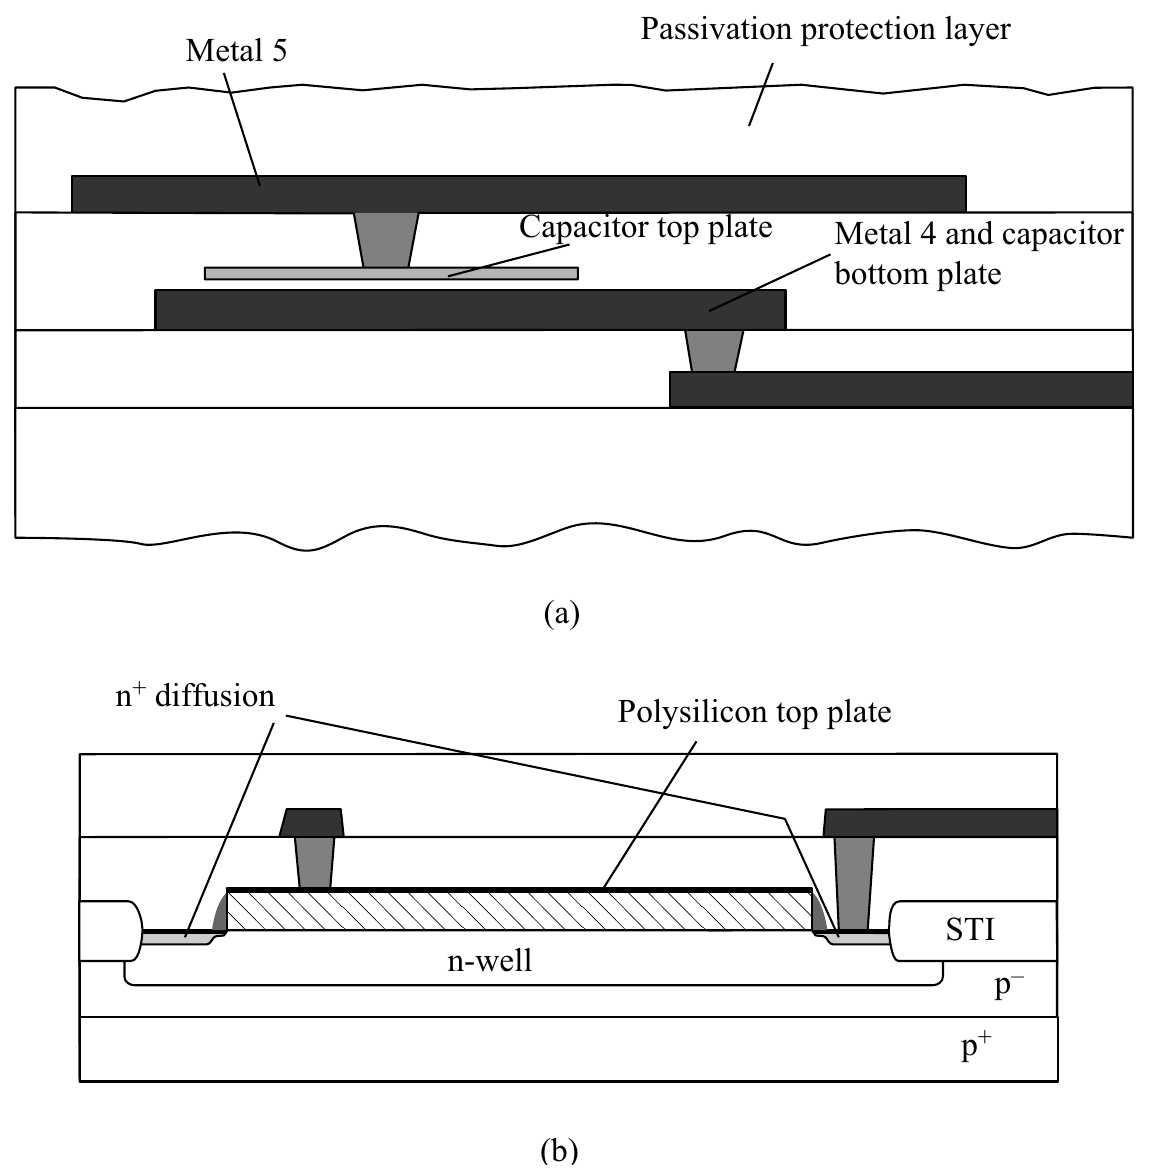 Passivation protection layer
Metal 5
Capacitor top plate
Metal 4 and capacitor
bottom plate
(a)
n⁺ diffusion
Polysilicon top plate
STI
n-well
p⁻
p⁺
(b)